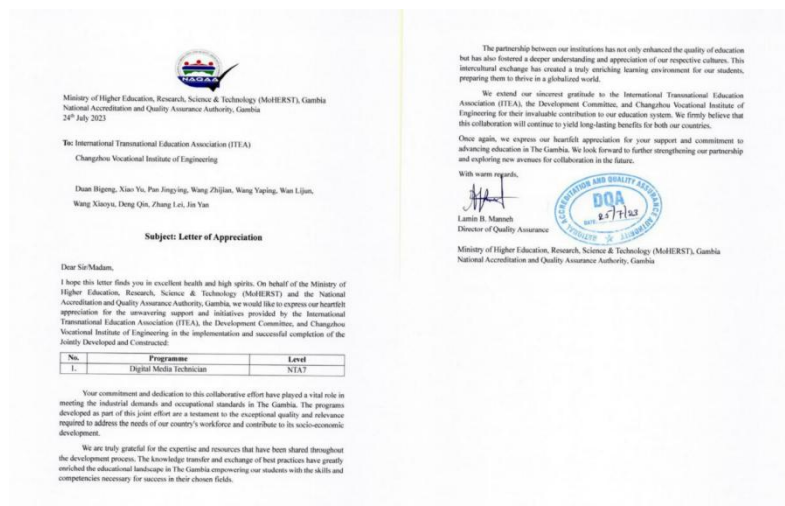 NAQAA
Ministry of Higher Education, Research, Science & Technology (MoHERST), Gambia
National Accreditation and Quality Assurance Authority, Gambia
24th July 2023
To: International Transnational Education Association (ITEA)
Changzhou Vocational Institute of Engineering
Duan Bigeng, Xiao Yu, Pan Jingying, Wang Zhijian, Wang Yaping, Wan Lijun,
Wang Xiaoyu, Deng Qin, Zhang Lei, Jin Yan
Subject: Letter of Appreciation
Dear Sir/Madam,
I hope this letter finds you in excellent health and high spirits. On behalf of the Ministry of
Higher Education, Research, Science & Technology (MoHERST) and the National
Accreditation and Quality Assurance Authority, Gambia, we would like to express our heartfelt
appreciation for the unwavering support and initiatives provided by the International
Transnational Education Association (ITEA), the Development Committee, and Changzhou
Vocational Institute of Engineering in the implementation and successful completion of the
Jointly Developed and Constructed:
No. Programme Level
1. Digital Media Technician NTA7
Your commitment and dedication to this collaborative effort have played a vital role in
meeting the industrial demands and occupational standards in The Gambia. The programs
developed as part of this joint effort are a testament to the exceptional quality and relevance
required to address the needs of our country's workforce and contribute to its socio-economic
development.
We are truly grateful for the expertise and resources that have been shared throughout
the development process. The knowledge transfer and exchange of best practices have greatly
enriched the educational landscape in The Gambia empowering our students with the skills and
competencies necessary for success in their chosen fields.
The partnership between our institutions has not only enhanced the quality of education
but has also fostered a deeper understanding and appreciation of our respective cultures. This
intercultural exchange has created a truly enriching learning environment for our students,
preparing them to thrive in a globalized world.
We extend our sincerest gratitude to the International Transnational Education
Association (ITEA), the Development Committee, and Changzhou Vocational Institute of
Engineering for their invaluable contribution to our education system. We firmly believe that
this collaboration will continue to yield long-lasting benefits for both our countries.
Once again, we express our heartfelt appreciation for your support and commitment to
advancing education in The Gambia. We look forward to further strengthening our partnership
and exploring new avenues for collaboration in the future.
With warm regards,
Lamin B. Manneh
Director of Quality Assurance
NATIONAL ACCREDITATION AND QUALITY ASSURANCE
DQA
DATE: 25/7/23
Ministry of Higher Education, Research, Science & Technology (MoHERST), Gambia
National Accreditation and Quality Assurance Authority, Gambia